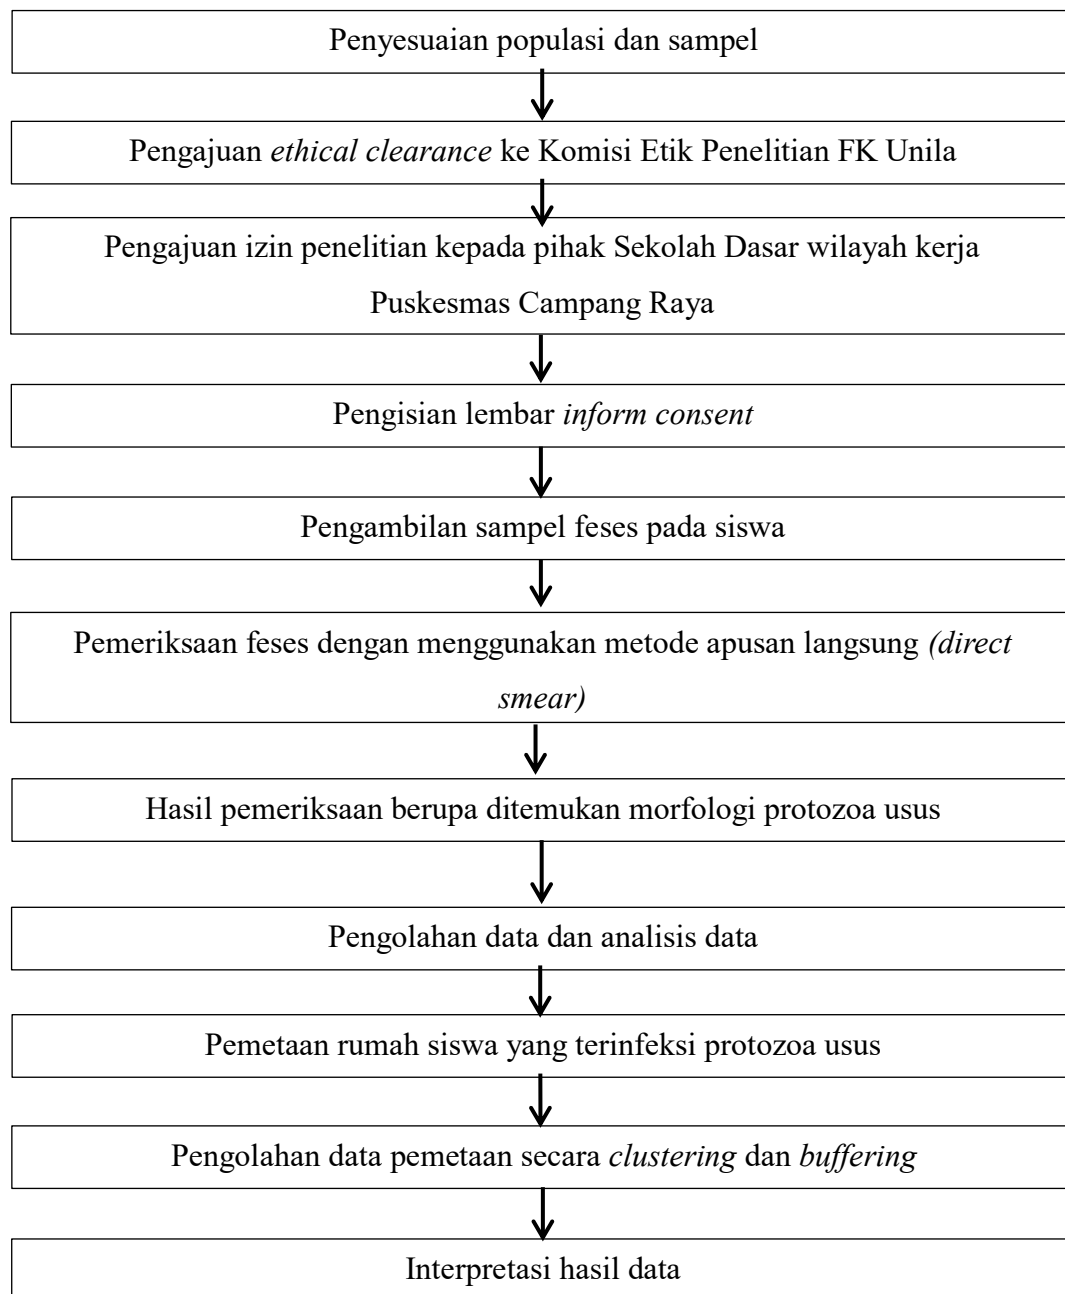 Penyesuaian populasi dan sampel
Pengajuan ethical clearance ke Komisi Etik Penelitian FK Unila
Pengajuan izin penelitian kepada pihak Sekolah Dasar wilayah kerja
Puskesmas Campang Raya
Pengisian lembar inform consent
Pengambilan sampel feses pada siswa
Pemeriksaan feses dengan menggunakan metode apusan langsung (direct
smear)
Hasil pemeriksaan berupa ditemukan morfologi protozoa usus
Pengolahan data dan analisis data
Pemetaan rumah siswa yang terinfeksi protozoa usus
Pengolahan data pemetaan secara clustering dan buffering
Interpretasi hasil data